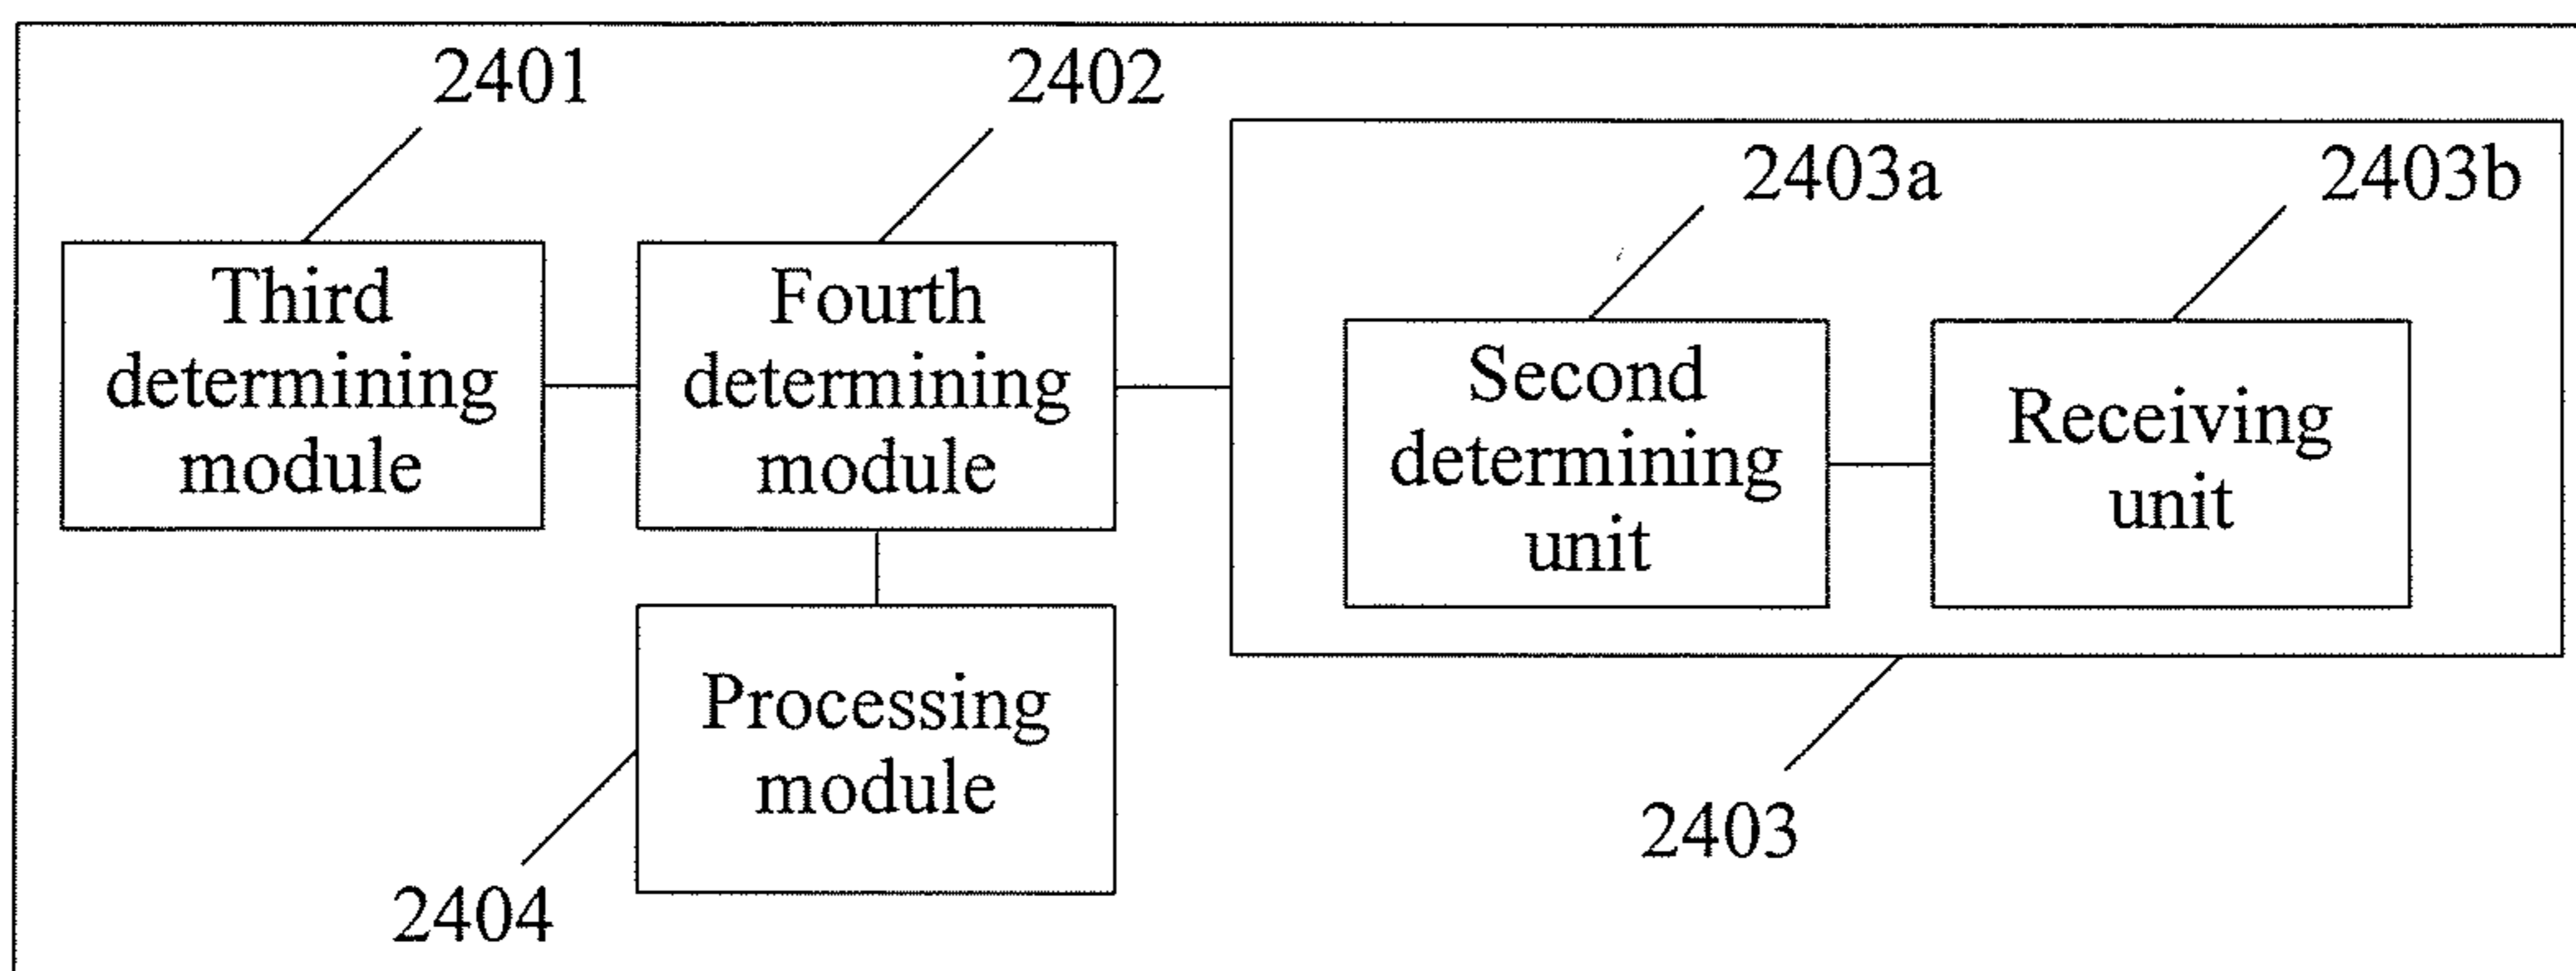 2401
2402
2403a
2403b
Third
determining
module
Fourth
determining
module
Second
determining
unit
Receiving
unit
Processing
module
2403
2404